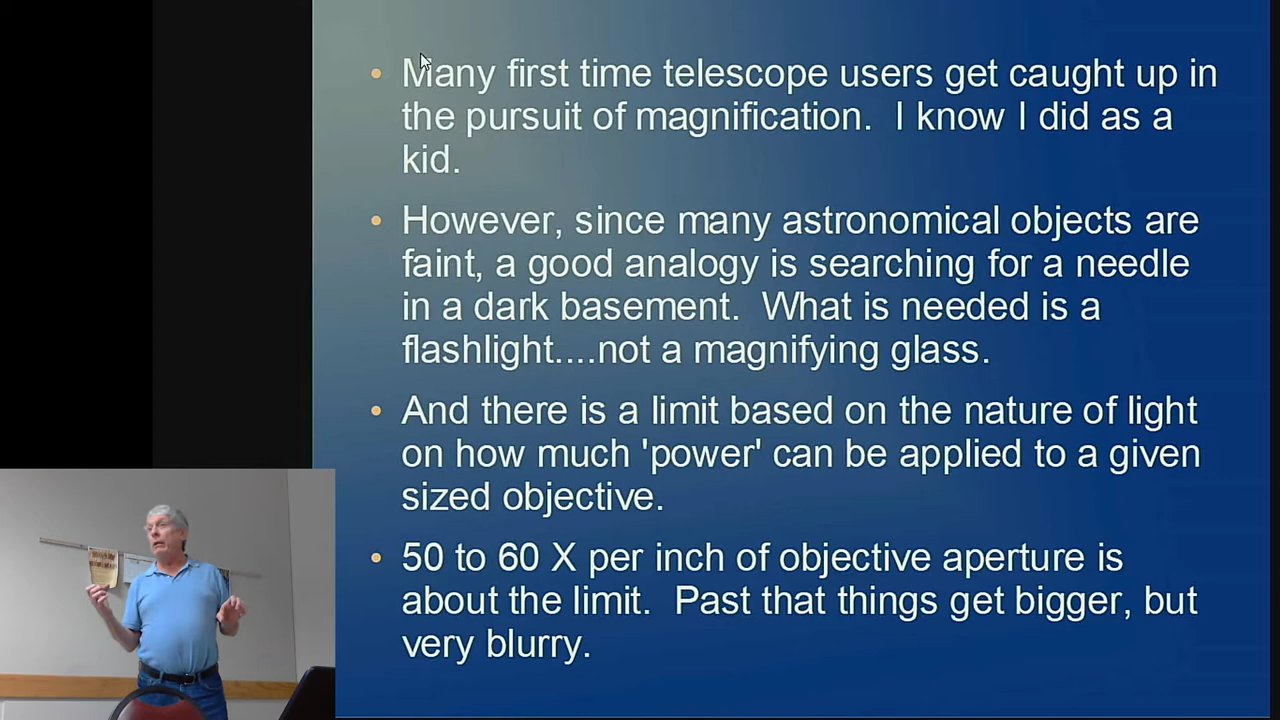 • Many first time telescope users get caught up in
the pursuit of magnification.  I know I did as a
kid.
• However, since many astronomical objects are
faint, a good analogy is searching for a needle
in a dark basement.  What is needed is a
flashlight....not a magnifying glass.
• And there is a limit based on the nature of light
on how much 'power' can be applied to a given
sized objective.
• 50 to 60 X per inch of objective aperture is
about the limit.  Past that things get bigger, but
very blurry.